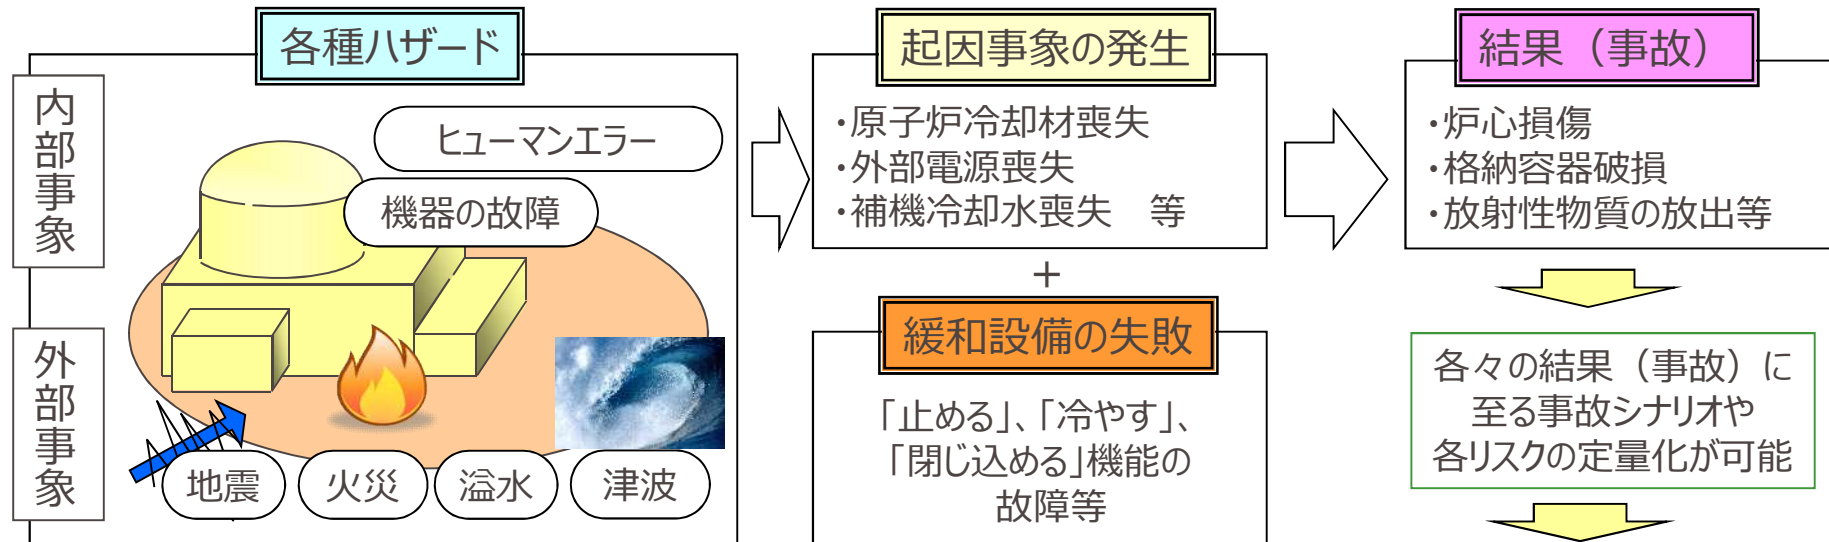 各種ハザード
内部事象
ヒューマンエラー
機器の故障
外部事象
地震
火災
溢水
津波
起因事象の発生
・原子炉冷却材喪失
・外部電源喪失
・補機冷却水喪失　等
＋
緩和設備の失敗
「止める」、「冷やす」、
「閉じ込める」機能の
故障等
結果（事故）
・炉心損傷
・格納容器破損
・放射性物質の放出等
各々の結果（事故）に
至る事故シナリオや
各リスクの定量化が可能